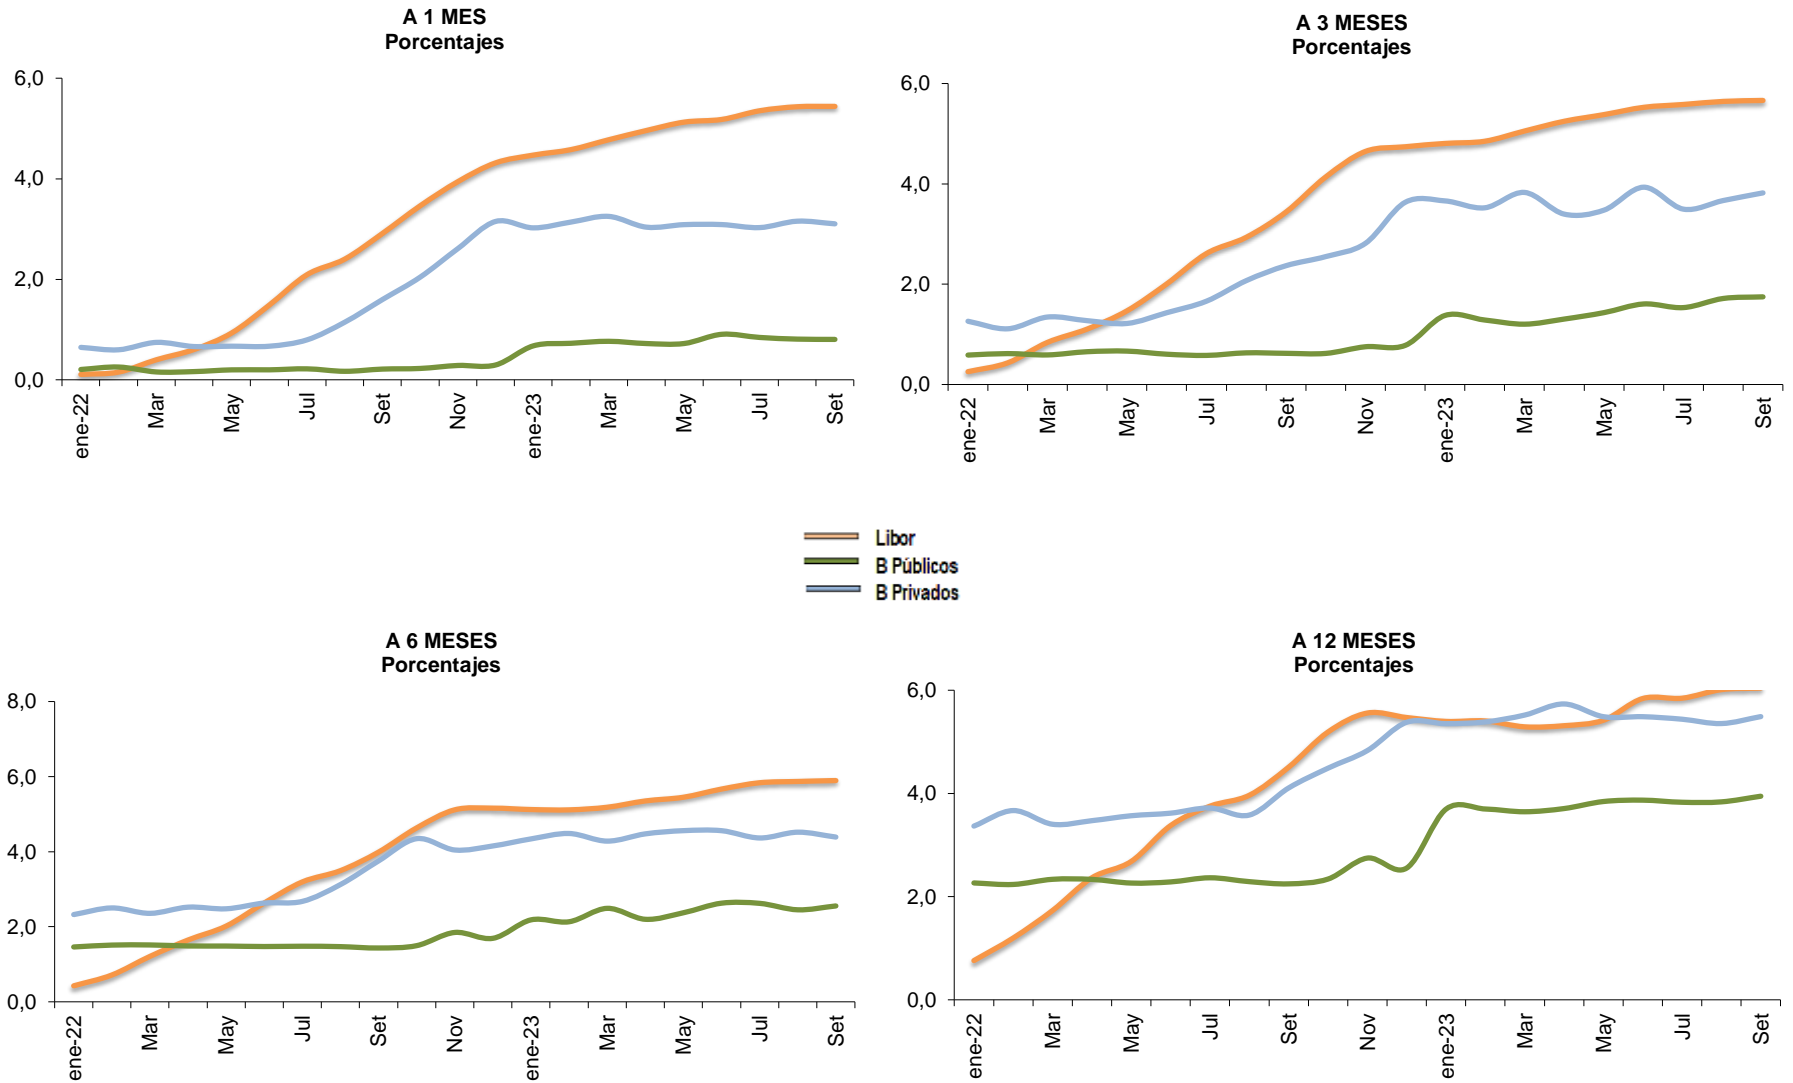 A 1 MES
Porcentajes
6,0
4,0
2,0
0,0
ene-22
Mar
May
Jul
Set
Nov
ene-23
Mar
May
Jul
Set
A 3 MESES
Porcentajes
6,0
4,0
2,0
0,0
ene-22
Mar
May
Jul
Set
Nov
ene-23
Mar
May
Jul
Set
Libor
B Públicos
B Privados
A 6 MESES
Porcentajes
8,0
6,0
4,0
2,0
0,0
ene-22
Mar
May
Jul
Set
Nov
ene-23
Mar
May
Jul
Set
A 12 MESES
Porcentajes
6,0
4,0
2,0
0,0
ene-22
Mar
May
Jul
Set
Nov
ene-23
Mar
May
Jul
Set